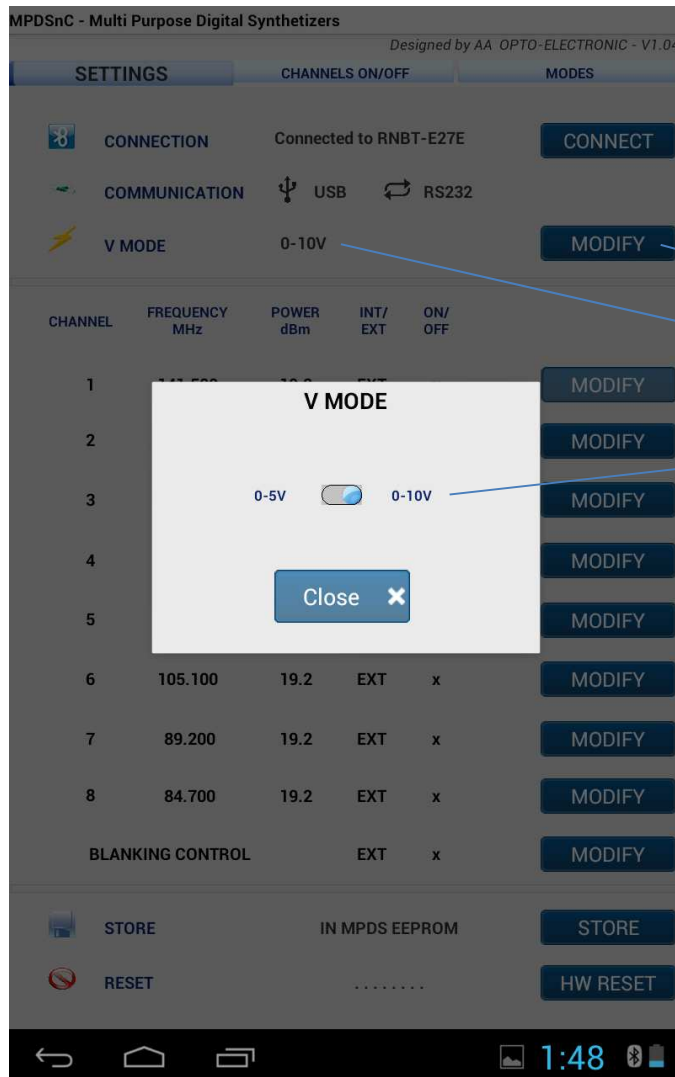 MPDSnC - Multi Purpose Digital Synthetizers
Designed by AA OPTO-ELECTRONIC - V1.04
SETTINGS CHANNELS ON/OFF MODES
CONNECTION Connected to RNBT-E27E CONNECT
COMMUNICATION USB RS232
V MODE 0-10V MODIFY
CHANNEL FREQUENCY MHz POWER dBm INT/ EXT ON/ OFF
1 MODIFY
V MODE
2 MODIFY
0-5V 0-10V
3 MODIFY
4 MODIFY
Close
5 MODIFY
6 105.100 19.2 EXT x MODIFY
7 89.200 19.2 EXT x MODIFY
8 84.700 19.2 EXT x MODIFY
BLANKING CONTROL EXT x MODIFY
STORE IN MPDS EEPROM STORE
RESET ........ HW RESET
1:48